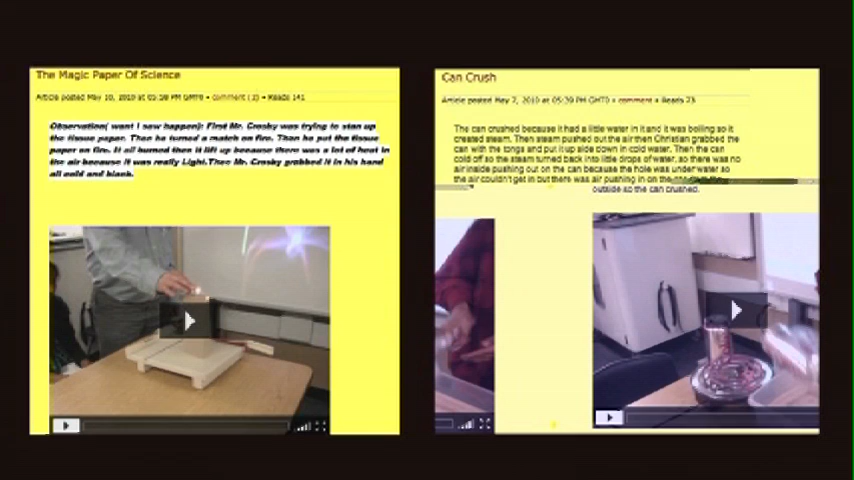 The Magic Paper Of Science
Article posted May 10, 2010 at 05:58 PM GMT0 • comment (3) • Reads 141
Observation( want I saw happen): First Mr. Crosby was trying to stan up
the tissue paper. Then he turned a match on fire. Then he put the tissue
paper on fire. It all burned then it lift up because there was a lot of heat in
the air because it was really Light.Then Mr. Crosby grabbed it in his hand
all cold and black.
Can Crush
Article posted May 7, 2010 at 05:39 PM GMT0 • comment • Reads 73
The can crushed because it had a little water in it and it was boiling so it
created steam. Then the steam pushed out the air then Christian grabbed the
can with the tongs and put it up side down in cold water. Then the can
cold off so the steam turned back into little drops of water, so there was no
air inside pushing out on the can because the hole was under water so
the air couldn't get in but there was air pushing in on the
outside so the can crushed.